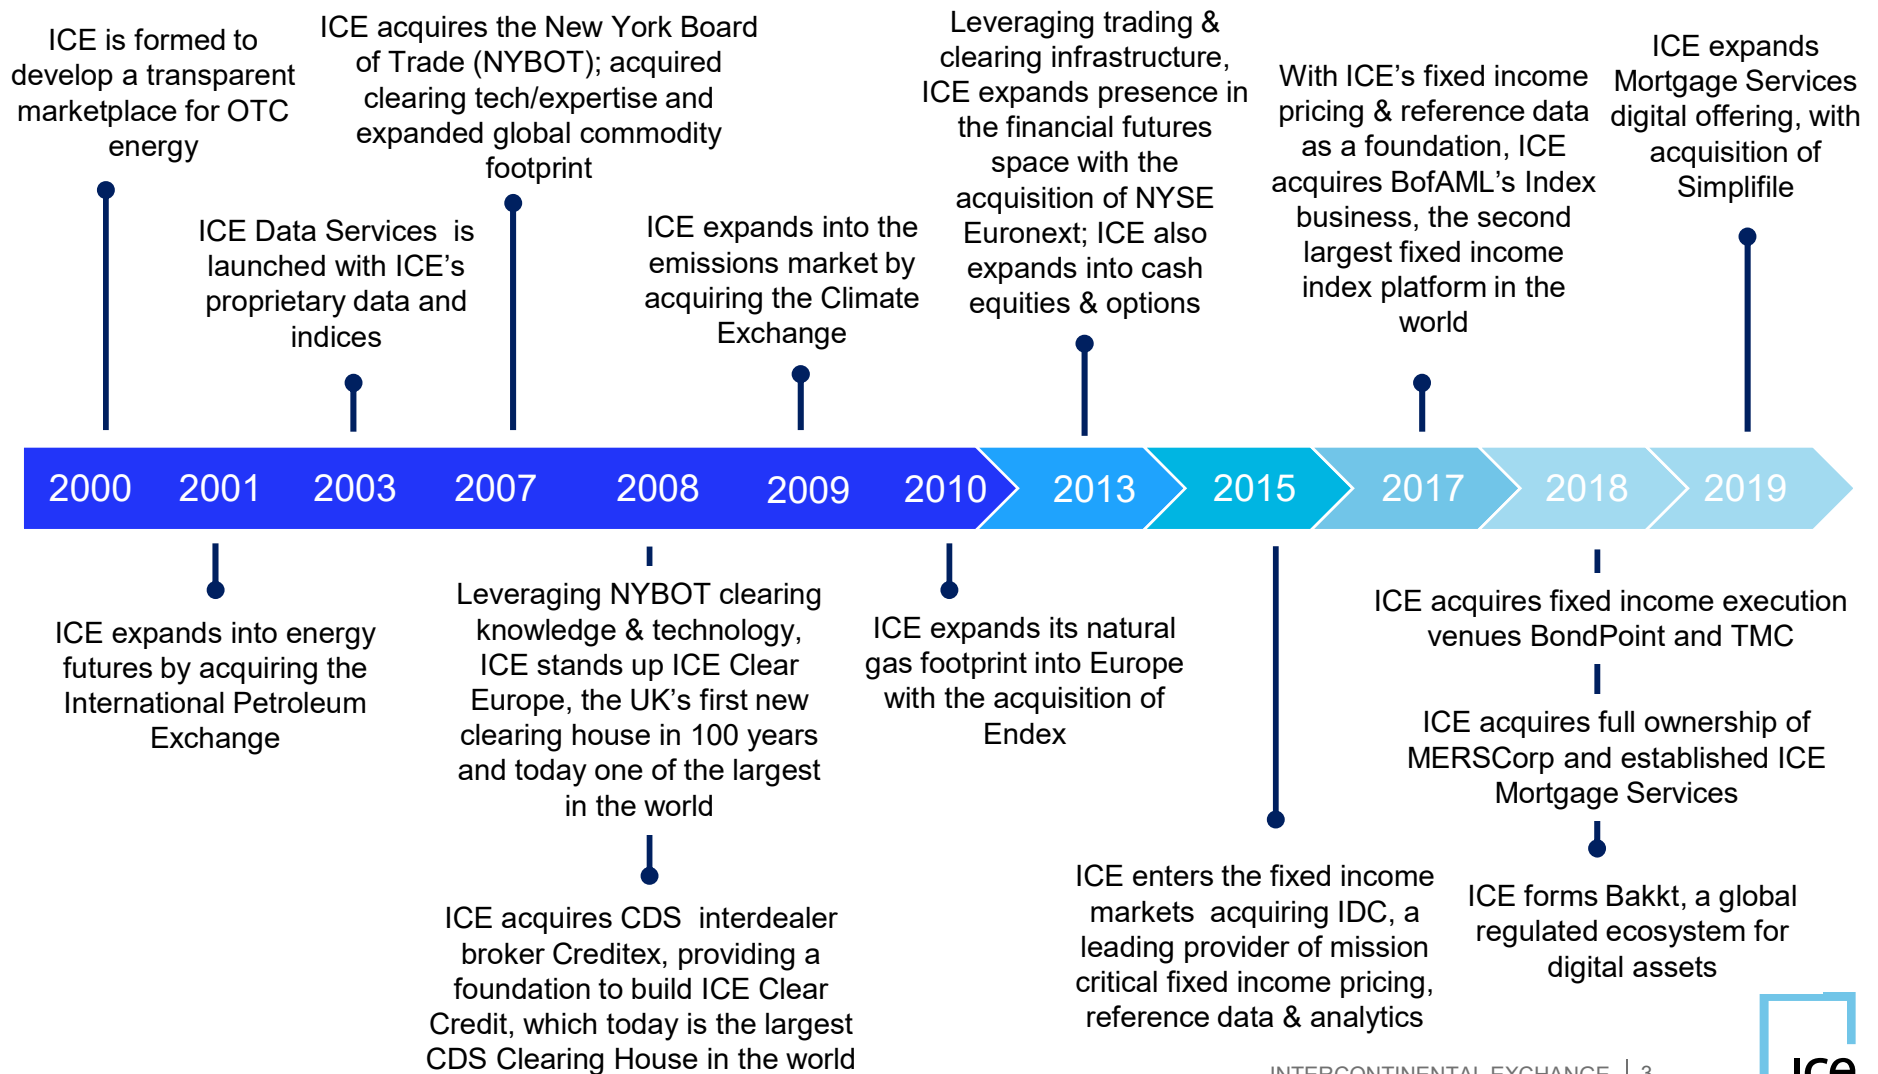 ICE is formed to
develop a transparent
marketplace for OTC
energy
ICE Data Services is
launched with ICE's
proprietary data and
indices
ICE acquires the New York Board
of Trade (NYBOT); acquired
clearing tech/expertise and
expanded global commodity
footprint
ICE expands into the
emissions market by
acquiring the Climate
Exchange
Leveraging trading &
clearing infrastructure,
ICE expands presence in
the financial futures
space with the
acquisition of NYSE
Euronext; ICE also
expands into cash
equities & options
With ICE's fixed income
pricing & reference data
as a foundation, ICE
acquires BofAML's Index
business, the second
largest fixed income
index platform in the
world
ICE expands
Mortgage Services
digital offering, with
acquisition of
Simplifile
2000 2001 2003 2007 2008 2009 2010 2013 2015 2017 2018 2019
ICE expands into energy
futures by acquiring the
International Petroleum
Exchange
Leveraging NYBOT clearing
knowledge & technology,
ICE stands up ICE Clear
Europe, the UK's first new
clearing house in 100 years
and today one of the largest
in the world
ICE acquires CDS interdealer
broker Creditex, providing a
foundation to build ICE Clear
Credit, which today is the largest
CDS Clearing House in the world
ICE expands its natural
gas footprint into Europe
with the acquisition of
Endex
ICE enters the fixed income
markets acquiring IDC, a
leading provider of mission
critical fixed income pricing,
reference data & analytics
ICE acquires fixed income execution
venues BondPoint and TMC
ICE acquires full ownership of
MERSCorp and established ICE
Mortgage Services
ICE forms Bakkt, a global
regulated ecosystem for
digital assets
INTERCONTINENTAL EXCHANGE | 3
ice